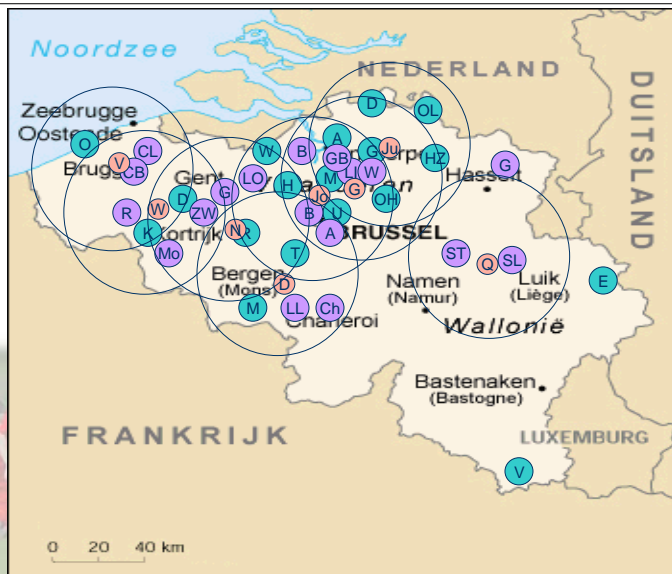 Noordzee
NEDERLAND
DUITSLAND
D
OL
Zeebrugge
Oostende
O
CL
V
CB
Brugge
W
B
A
GB
G
Ju
HZ
G
Gent
LO
G
H
M
LI
W
Jo
G
OH
Hasselt
R
W
D
ZW
B
U
K
Kortrijk
N
R
A
BRUSSEL
Mo
T
ST
Q
SL
Bergen
(Mons)
D
Namen
(Namur)
Luik
(Liège)
E
M
LL
Ch
Charleroi
Wallonië
Bastenaken
(Bastogne)
FRANKRIJK
LUXEMBURG
V
0 20 40 km